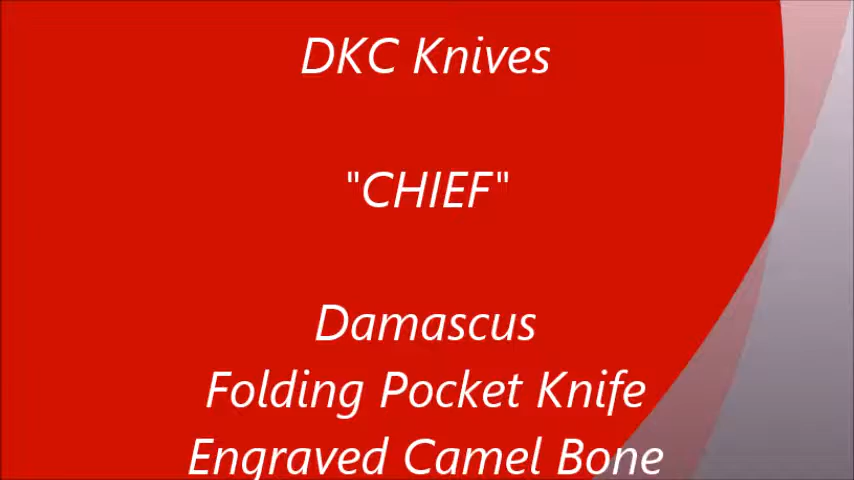 DKC Knives
"CHIEF"
Damascus
Folding Pocket Knife
Engraved Camel Bone